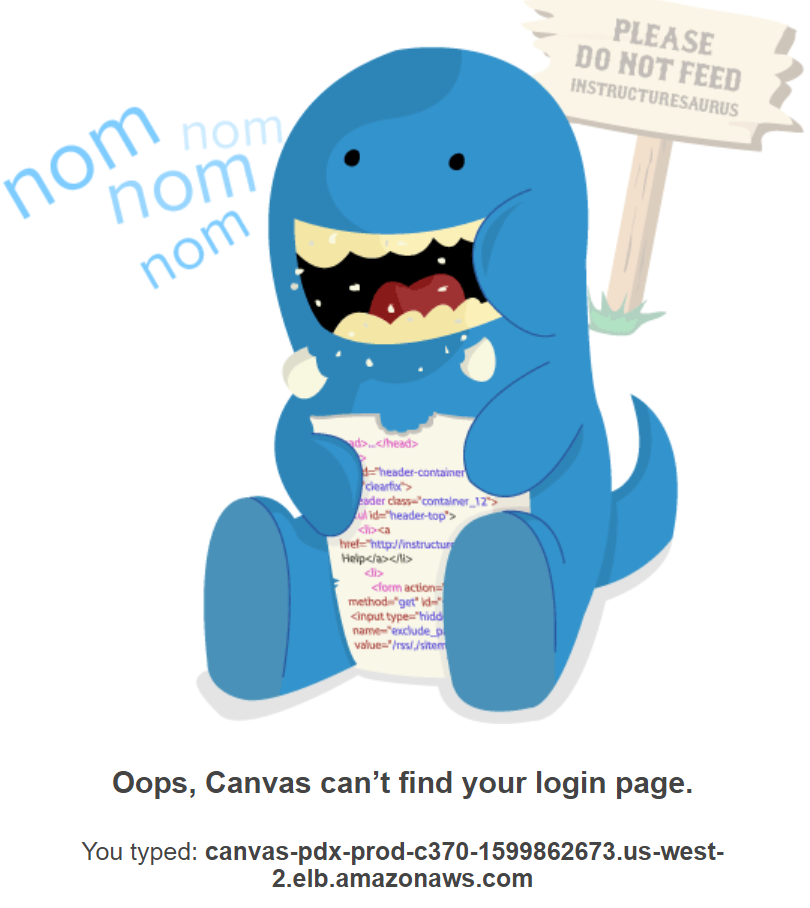 PLEASE
DO NOT FEED
INSTRUCTURESAURUS
nom
nom
nom
nom
ad>...</head>
>
d="header-container
"clearfix">
eader class="container_12">
ul id="header-top">
<li><a
href="http://instructure
Help</a></li>
<li>
<form action="
method="get" id="
<input type="hidd
name="exclude_p
value="/rss/,/sitem
Oops, Canvas can’t find your login page.
You typed: canvas-pdx-prod-c370-1599862673.us-west-
2.elb.amazonaws.com